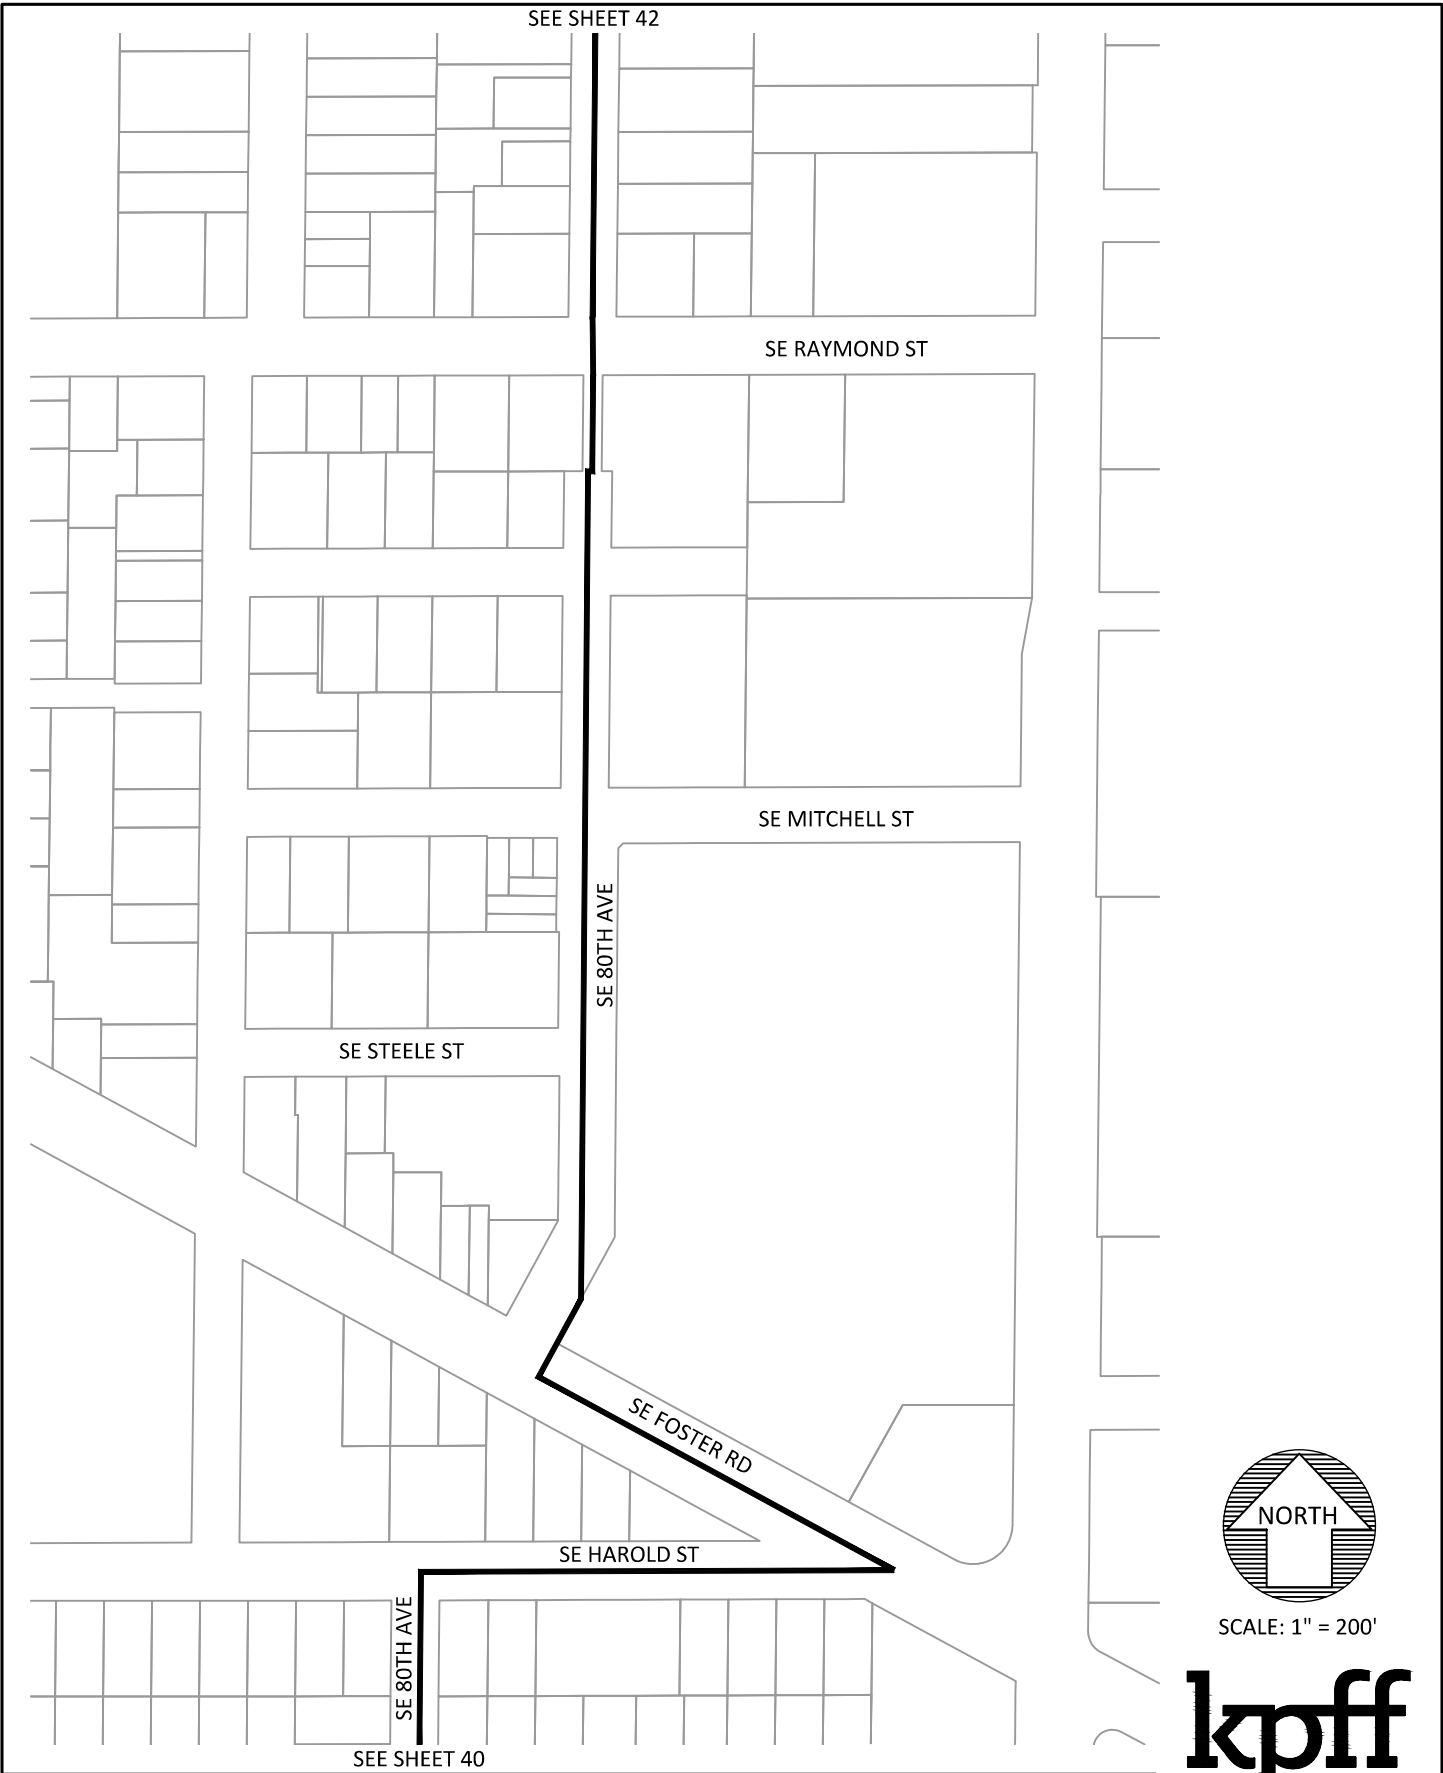 SEE SHEET 42
SE RAYMOND ST
SE MITCHELL ST
SE 80TH AVE
SE STEELE ST
SE FOSTER RD
SE HAROLD ST
SE 80TH AVE
NORTH
SCALE: 1" = 200'
kpff
SEE SHEET 40